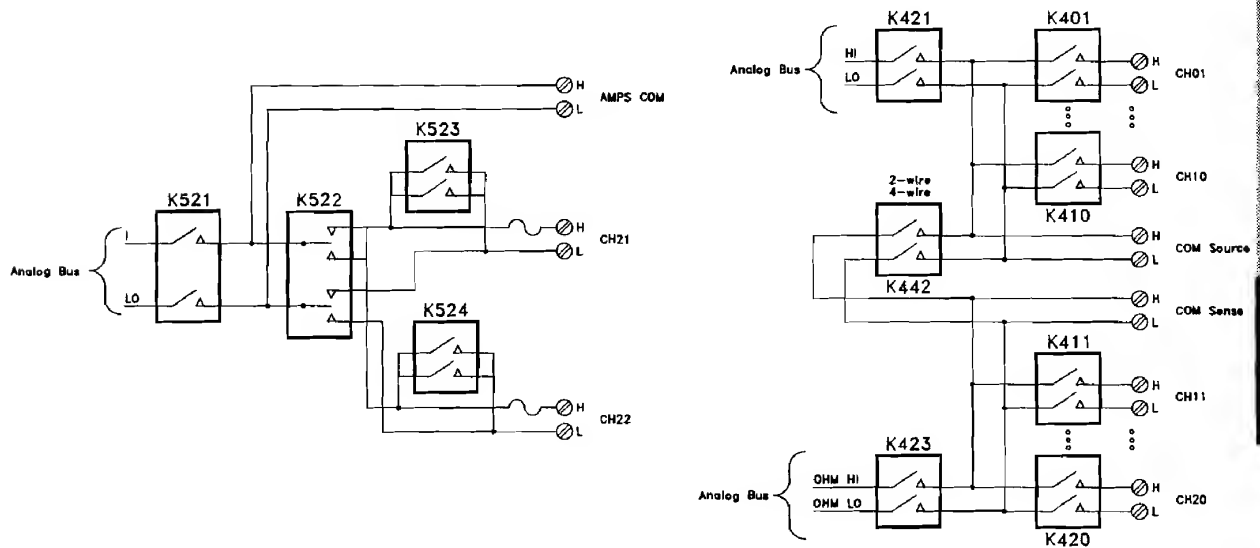 H
AMPS COM
L
K523
K521
K522
H
CH21
L
I
Analog Bus
LO
K524
H
CH22
L
K421
K401
HI
H
Analog Bus
CH01
LO
L
H
CH10
L
2-wire
4-wire
K410
H
COM Source
L
K442
H
COM Sense
L
K411
H
CH11
L
K423
OHM HI
H
Analog Bus
CH20
OHM LO
L
K420